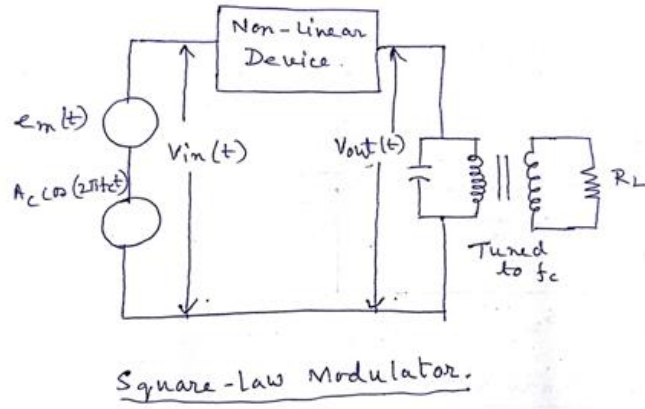 Non-Linear
Device.
em(t)
Vin(t)
Vout(t)
Ac cos(2πfct)
RL
Tuned
to fc
Square-Law Modulator.